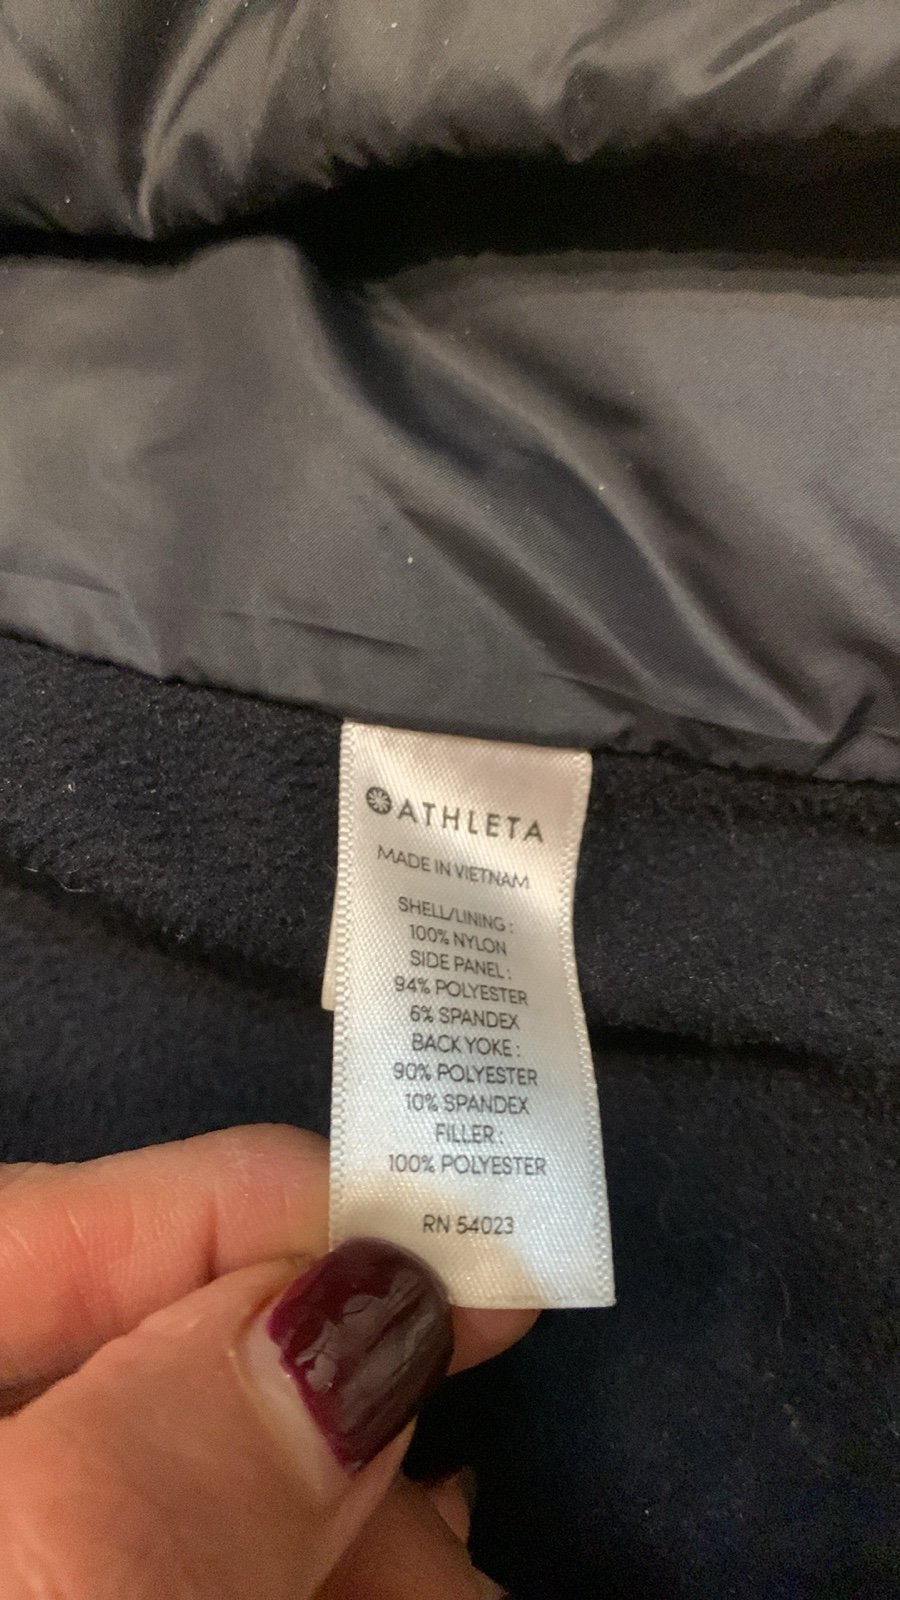 ATHLETA
MADE IN VIETNAM
SHELL/LINING :
100% NYLON
SIDE PANEL :
94% POLYESTER
6% SPANDEX
BACK YOKE :
90% POLYESTER
10% SPANDEX
FILLER :
100% POLYESTER
RN 54023